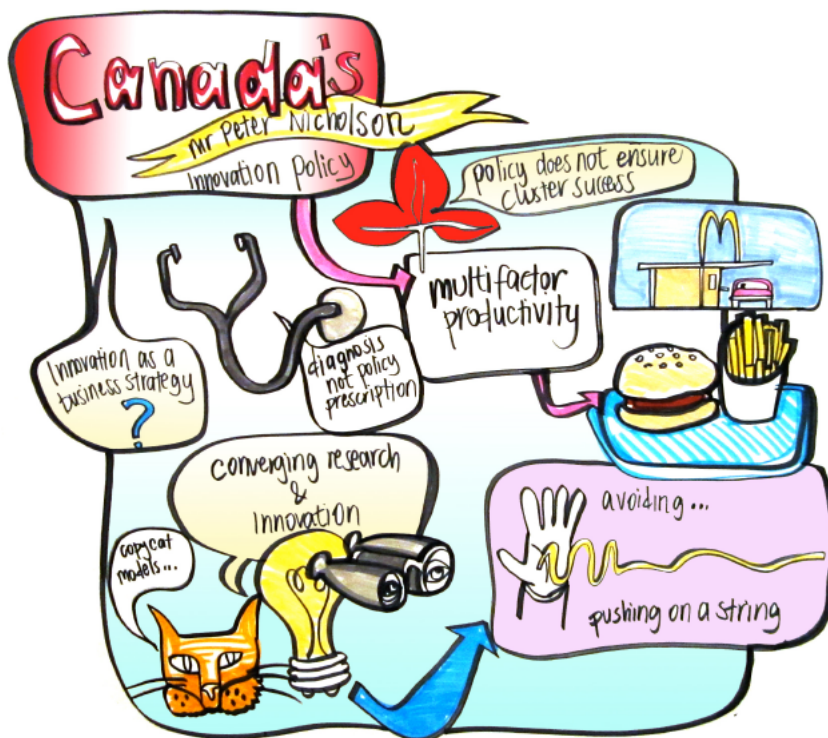 Canada's
Mr Peter Nicholson
Innovation Policy
policy does not ensure
cluster success
multifactor
productivity
diagnosis
not policy
prescription
Innovation as a
business strategy
?
converging research
&
Innovation
copycat
models...
avoiding...
pushing on a string